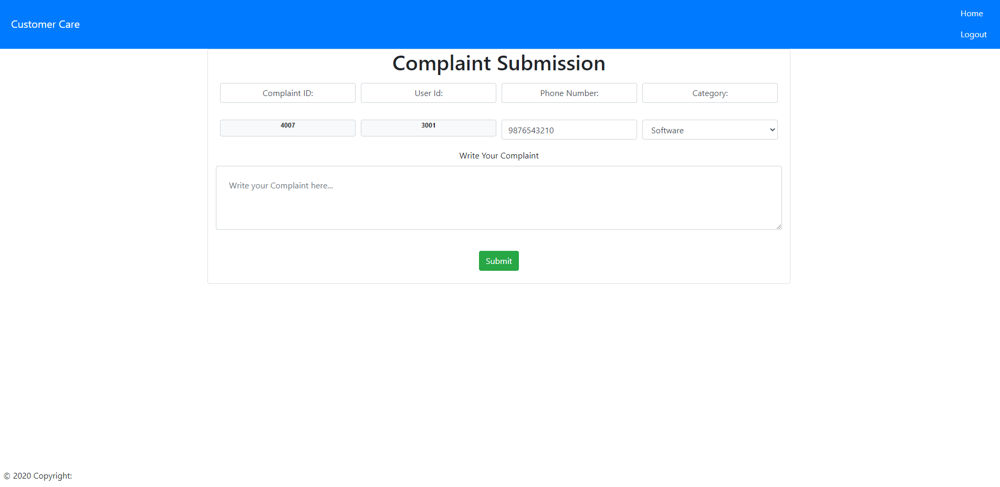 Customer Care
Home
Logout
Complaint Submission
Complaint ID: User Id: Phone Number: Category:
4007 3001 9876543210 Software
Write Your Complaint
Write your Complaint here...
Submit
© 2020 Copyright: